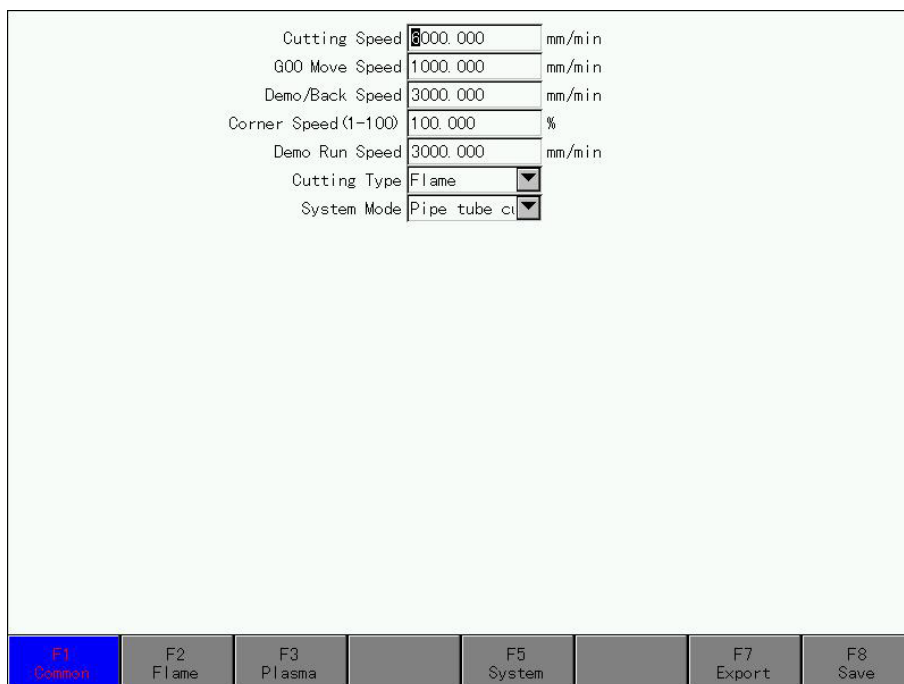 Cutting Speed 6000.000 mm/min
G00 Move Speed 1000.000 mm/min
Demo/Back Speed 3000.000 mm/min
Corner Speed(1-100) 100.000 %
Demo Run Speed 3000.000 mm/min
Cutting Type Flame
System Mode Pipe tube cu
F1 F2 F3 F5 F7 F8
Common Flame Plasma System Export Save